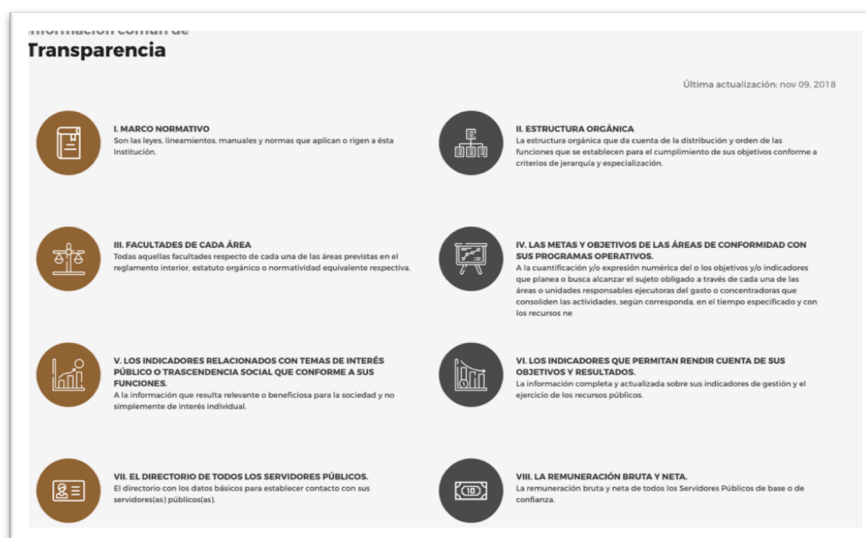 Información común de
Transparencia
Última actualización: nov 09, 2018
I. MARCO NORMATIVO
Son las leyes, lineamientos, manuales y normas que aplican o rigen a ésta
Institución.
II. ESTRUCTURA ORGÁNICA
La estructura orgánica que da cuenta de la distribución y orden de las
funciones que se establecen para el cumplimiento de sus objetivos conforme a
criterios de jerarquía y especialización.
III. FACULTADES DE CADA ÁREA
Todas aquellas facultades respecto de cada una de las áreas previstas en el
reglamento interior, estatuto orgánico o normatividad equivalente respectiva.
IV. LAS METAS Y OBJETIVOS DE LAS ÁREAS DE CONFORMIDAD CON
SUS PROGRAMAS OPERATIVOS.
A la cuantificación y/o expresión numérica del o los objetivos y/o indicadores
que planea o busca alcanzar el sujeto obligado a través de cada una de las
áreas o unidades responsables ejecutoras del gasto o concentradoras que
consoliden las actividades, según corresponda, en el tiempo especificado y con
los recursos ne
V. LOS INDICADORES RELACIONADOS CON TEMAS DE INTERÉS
PÚBLICO O TRASCENDENCIA SOCIAL QUE CONFORME A SUS
FUNCIONES.
A la información que resulta relevante o beneficiosa para la sociedad y no
simplemente de interés individual.
VI. LOS INDICADORES QUE PERMITAN RENDIR CUENTA DE SUS
OBJETIVOS Y RESULTADOS.
La información completa y actualizada sobre sus indicadores de gestión y el
ejercicio de los recursos públicos.
VII. EL DIRECTORIO DE TODOS LOS SERVIDORES PÚBLICOS.
El directorio con los datos básicos para establecer contacto con sus
servidores(as) públicos(as).
10
VIII. LA REMUNERACIÓN BRUTA Y NETA.
La remuneración bruta y neta de todos los Servidores Públicos de base o de
confianza.